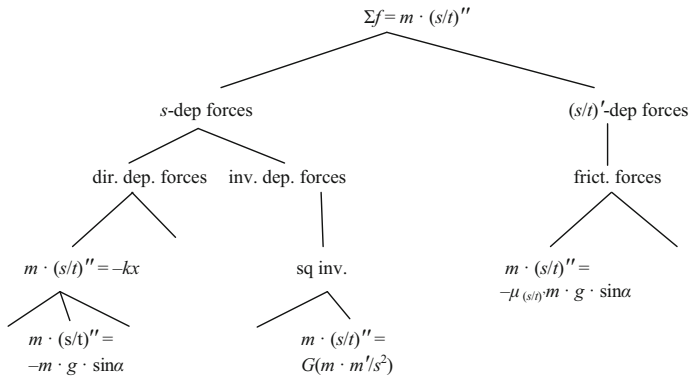 Σf = m · (s/t)″
s-dep forces
(s/t)′-dep forces
dir. dep. forces
inv. dep. forces
frict. forces
m · (s/t)″ = –kx
sq inv.
m · (s/t)″ =
–μ(s/t)·m · g · sinα
m · (s/t)″ =
–m · g · sinα
m · (s/t)″ =
G(m · m′/s²)